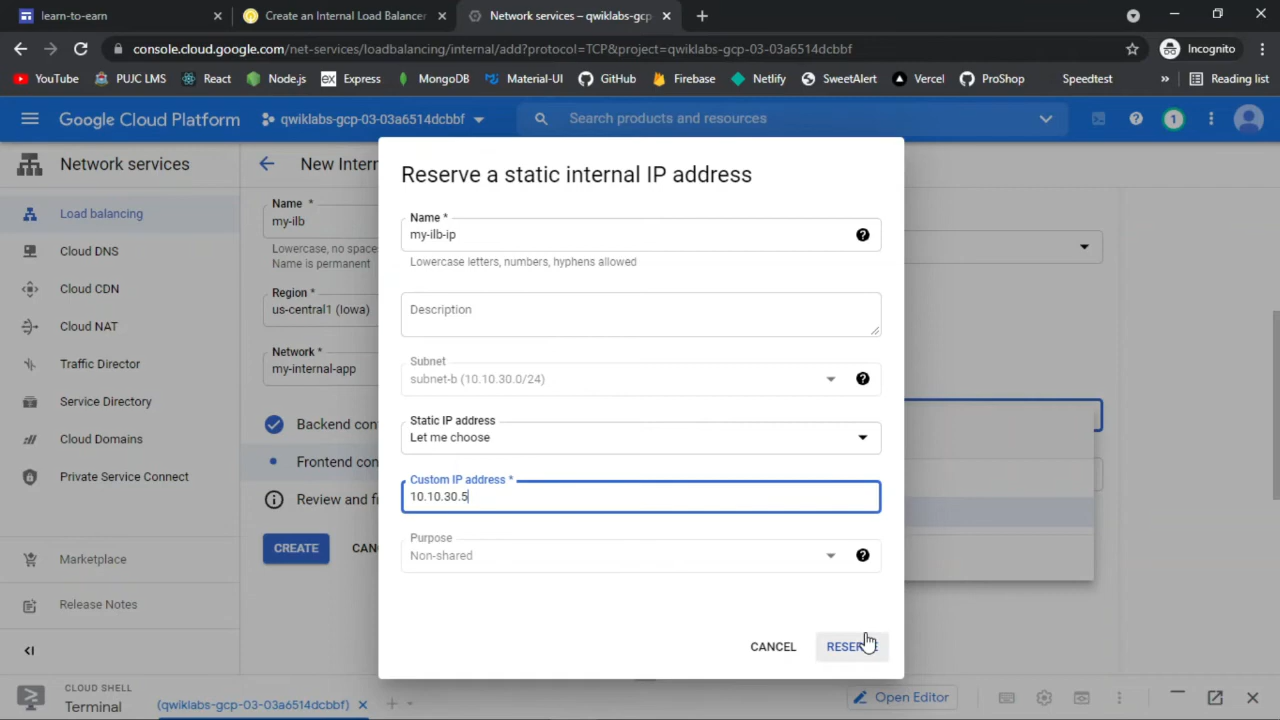 learn-to-earn
Create an Internal Load Balancer
Network services – qwiklabs-gcp
console.cloud.google.com/net-services/loadbalancing/internal/add?protocol=TCP&project=qwiklabs-gcp-03-03a6514dcbbf
Incognito
YouTube
PUJC LMS
React
Node.js
ex Express
MongoDB
Material-UI
GitHub
Firebase
Netlify
SweetAlert
Vercel
ProShop
Speedtest
»
Reading list
Google Cloud Platform
qwiklabs-gcp-03-03a6514dcbbf
Search products and resources
1
Network services
New Intern
Load balancing
Cloud DNS
Cloud CDN
Cloud NAT
Traffic Director
Service Directory
Cloud Domains
Private Service Connect
Marketplace
Release Notes
Name *
my-ilb
Lowercase, no spaces
Name is permanent
Region *
us-central1 (Iowa)
Network *
my-internal-app
Backend con
Frontend con
Review and fi
CREATE
CANC
Reserve a static internal IP address
Name *
my-ilb-ip
Lowercase letters, numbers, hyphens allowed
Description
Subnet
subnet-b (10.10.30.0/24)
Static IP address
Let me choose
Custom IP address *
10.10.30.5
Purpose
Non-shared
CANCEL
RESERVE
CLOUD SHELL
Terminal
(qwiklabs-gcp-03-03a6514dcbbf)
Open Editor